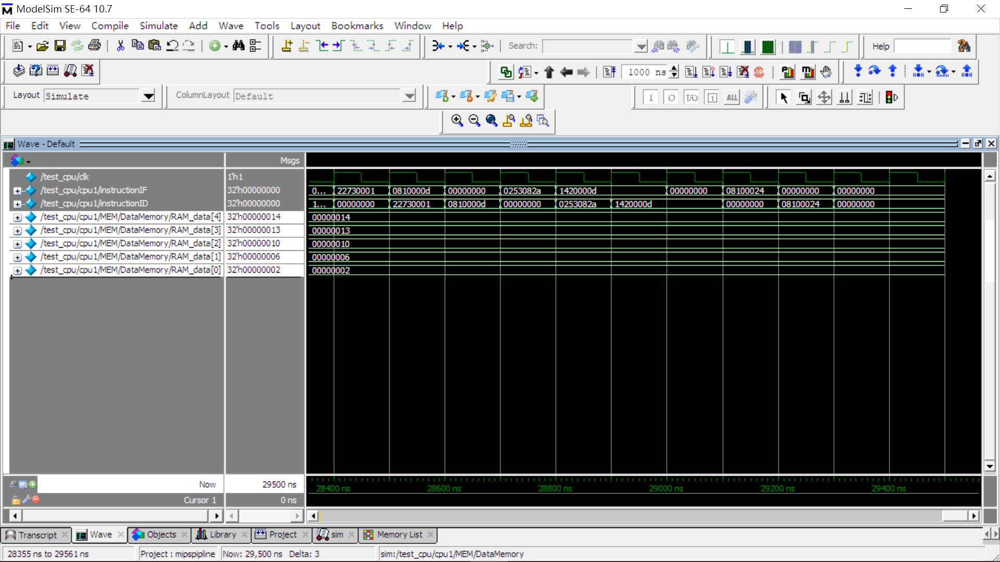 ModelSim SE-64 10.7
File Edit View Compile Simulate Add Wave Tools Layout Bookmarks Window Help
Search:
Help
1000 ns
Layout Simulate
ColumnLayout Default
I/O
ALL
Wave - Default
Msgs
/test_cpu/clk 1'h1
/test_cpu/cpu1/instructionIF 32'h00000000 0... 22730001 0810000d 00000000 0253082a 1420000d 00000000 08100024 00000000 00000000
/test_cpu/cpu1/instructionID 32'h00000000 1... 00000000 22730001 0810000d 00000000 0253082a 1420000d 00000000 08100024 00000000
/test_cpu/cpu1/MEM/DataMemory/RAM_data[4] 32'h00000014 00000014
/test_cpu/cpu1/MEM/DataMemory/RAM_data[3] 32'h00000013 00000013
/test_cpu/cpu1/MEM/DataMemory/RAM_data[2] 32'h00000010 00000010
/test_cpu/cpu1/MEM/DataMemory/RAM_data[1] 32'h00000006 00000006
/test_cpu/cpu1/MEM/DataMemory/RAM_data[0] 32'h00000002 00000002
Now 29500 ns
28400 ns 28600 ns 28800 ns 29000 ns 29200 ns 29400 ns
Cursor 1 0 ns
Transcript Wave Objects Library Project sim Memory List
28355 ns to 29561 ns Project : mipspipline Now: 29,500 ns Delta: 3 sim:/test_cpu/cpu1/MEM/DataMemory